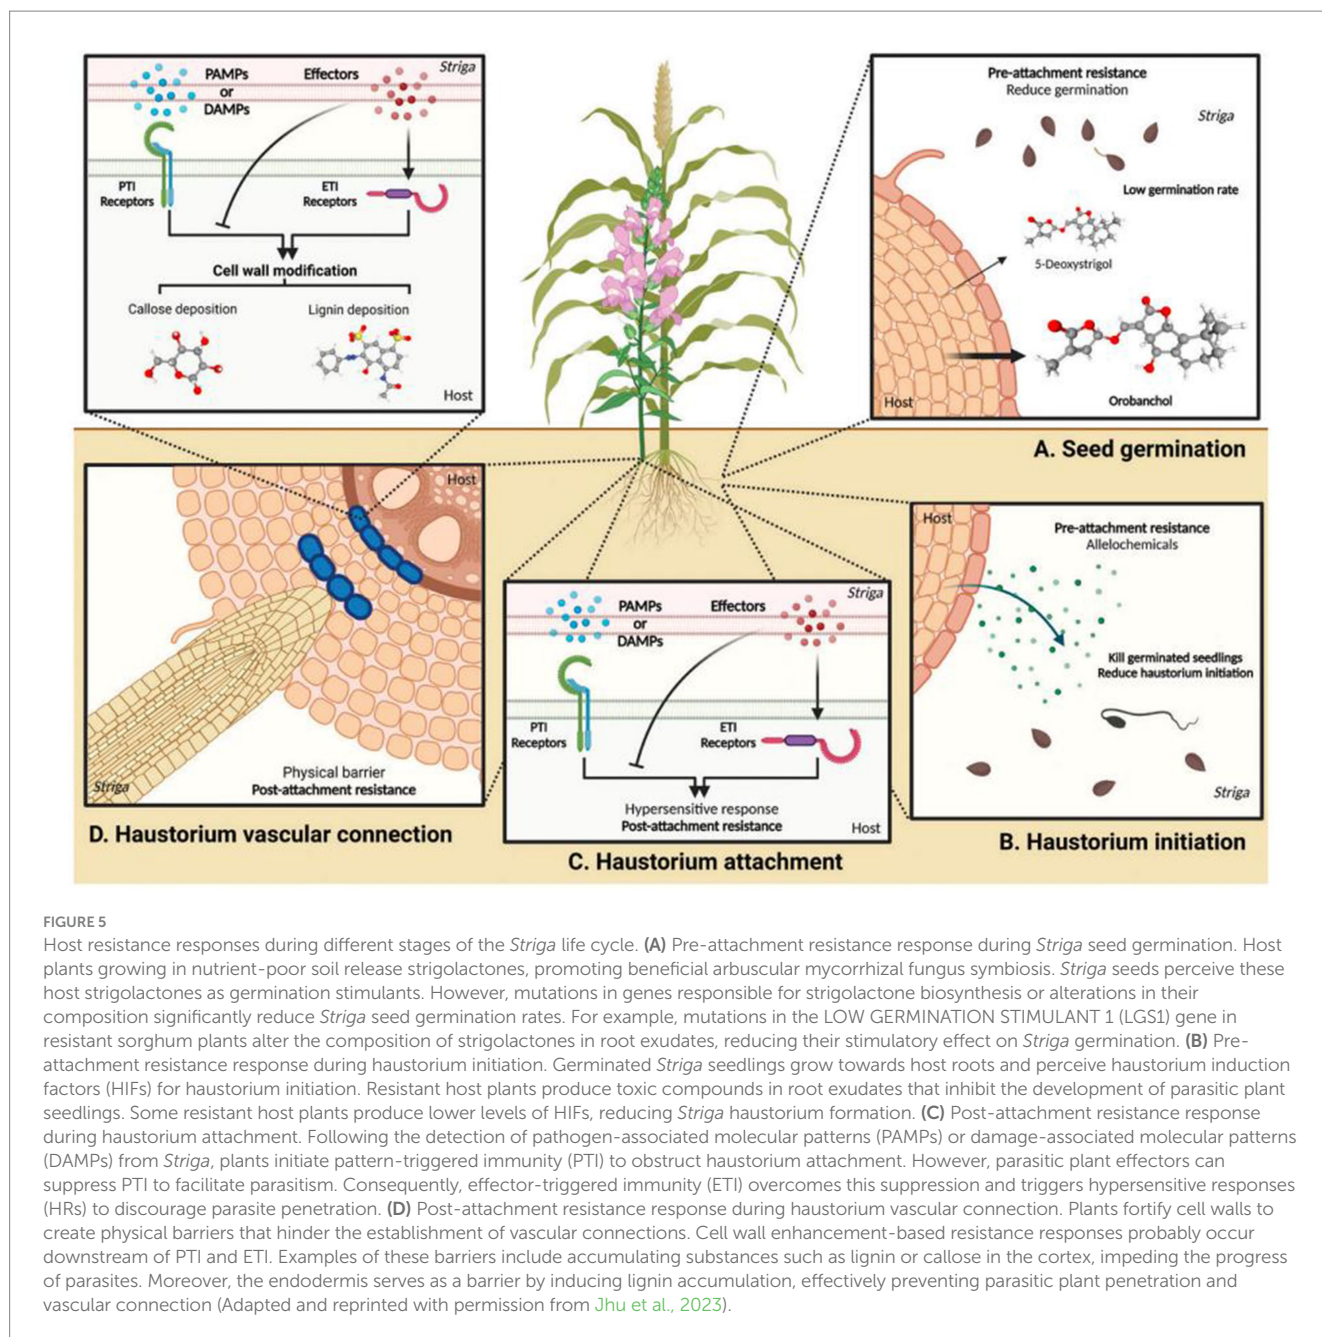 Striga
PAMPs
or
DAMPs
Effectors
PTI
Receptors
ETI
Receptors
Cell wall modification
Callose deposition
Lignin deposition
Host
Pre-attachment resistance
Reduce germination
Striga
Low germination rate
5-Deoxystrigol
Orobanchol
Host
A. Seed germination
Host
Striga
Physical barrier
Post-attachment resistance
D. Haustorium vascular connection
Striga
PAMPs
or
DAMPs
Effectors
PTI
Receptors
ETI
Receptors
Hypersensitive response
Post-attachment resistance
Host
C. Haustorium attachment
Host
Pre-attachment resistance
Allelochemicals
Kill germinated seedlings
Reduce haustorium initiation
Striga
B. Haustorium initiation
FIGURE 5
Host resistance responses during different stages of the Striga life cycle. (A) Pre-attachment resistance response during Striga seed germination. Host
plants growing in nutrient-poor soil release strigolactones, promoting beneficial arbuscular mycorrhizal fungus symbiosis. Striga seeds perceive these
host strigolactones as germination stimulants. However, mutations in genes responsible for strigolactone biosynthesis or alterations in their
composition significantly reduce Striga seed germination rates. For example, mutations in the LOW GERMINATION STIMULANT 1 (LGS1) gene in
resistant sorghum plants alter the composition of strigolactones in root exudates, reducing their stimulatory effect on Striga germination. (B) Pre-
attachment resistance response during haustorium initiation. Germinated Striga seedlings grow towards host roots and perceive haustorium induction
factors (HIFs) for haustorium initiation. Resistant host plants produce toxic compounds in root exudates that inhibit the development of parasitic plant
seedlings. Some resistant host plants produce lower levels of HIFs, reducing Striga haustorium formation. (C) Post-attachment resistance response
during haustorium attachment. Following the detection of pathogen-associated molecular patterns (PAMPs) or damage-associated molecular patterns
(DAMPs) from Striga, plants initiate pattern-triggered immunity (PTI) to obstruct haustorium attachment. However, parasitic plant effectors can
suppress PTI to facilitate parasitism. Consequently, effector-triggered immunity (ETI) overcomes this suppression and triggers hypersensitive responses
(HRs) to discourage parasite penetration. (D) Post-attachment resistance response during haustorium vascular connection. Plants fortify cell walls to
create physical barriers that hinder the establishment of vascular connections. Cell wall enhancement-based resistance responses probably occur
downstream of PTI and ETI. Examples of these barriers include accumulating substances such as lignin or callose in the cortex, impeding the progress
of parasites. Moreover, the endodermis serves as a barrier by inducing lignin accumulation, effectively preventing parasitic plant penetration and
vascular connection (Adapted and reprinted with permission from Jhu et al., 2023).